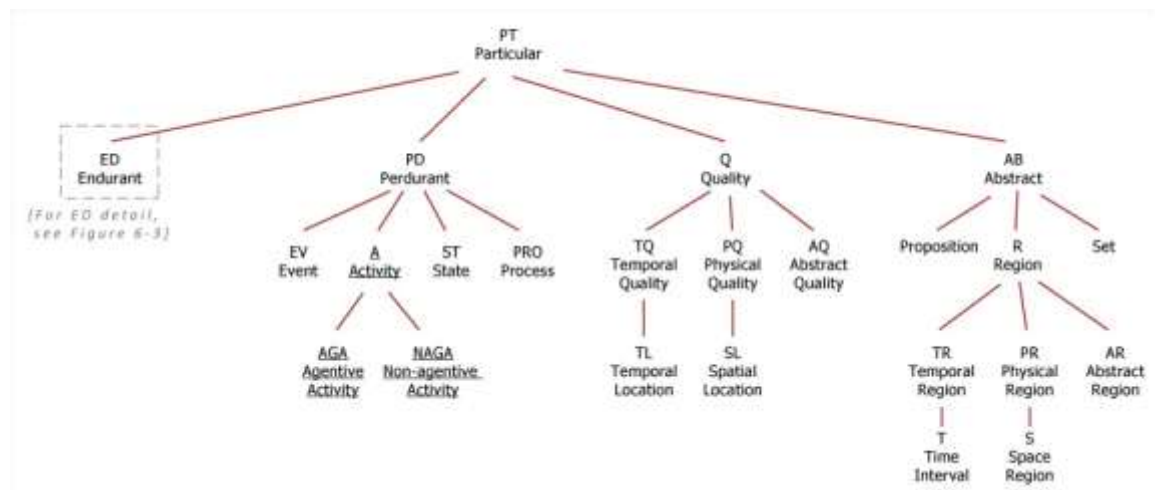 PT
Particular
ED
Endurant
PD
Perdurant
Q
Quality
AB
Abstract
[For ED detail,
see Figure 6-3]
EV
Event
A
Activity
ST
State
PRO
Process
TQ
Temporal
Quality
PQ
Physical
Quality
AQ
Abstract
Quality
Proposition
R
Region
Set
AGA
Agentive
Activity
NAGA
Non-agentive
Activity
TL
Temporal
Location
SL
Spatial
Location
TR
Temporal
Region
PR
Physical
Region
AR
Abstract
Region
T
Time
Interval
S
Space
Region